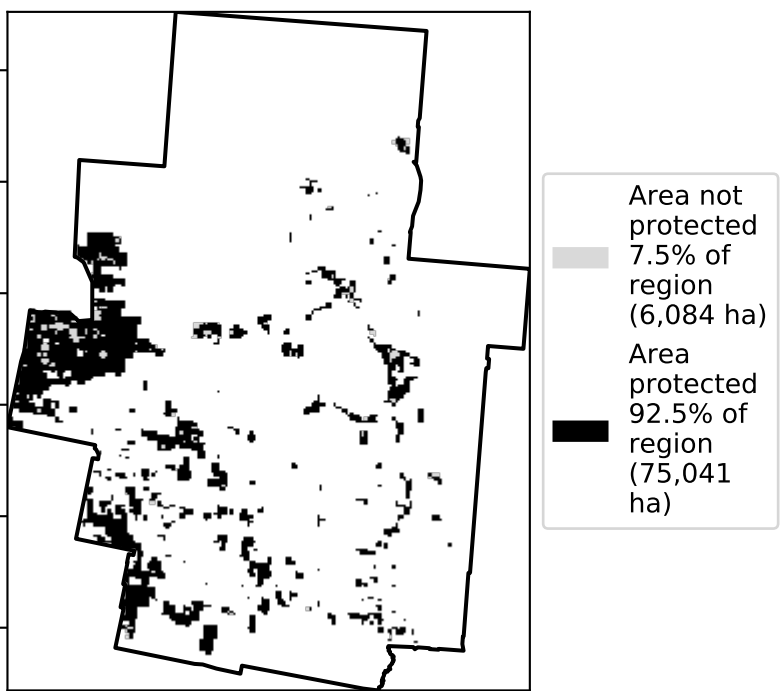 Area not
protected
7.5% of
region
(6,084 ha)
Area
protected
92.5% of
region
(75,041
ha)